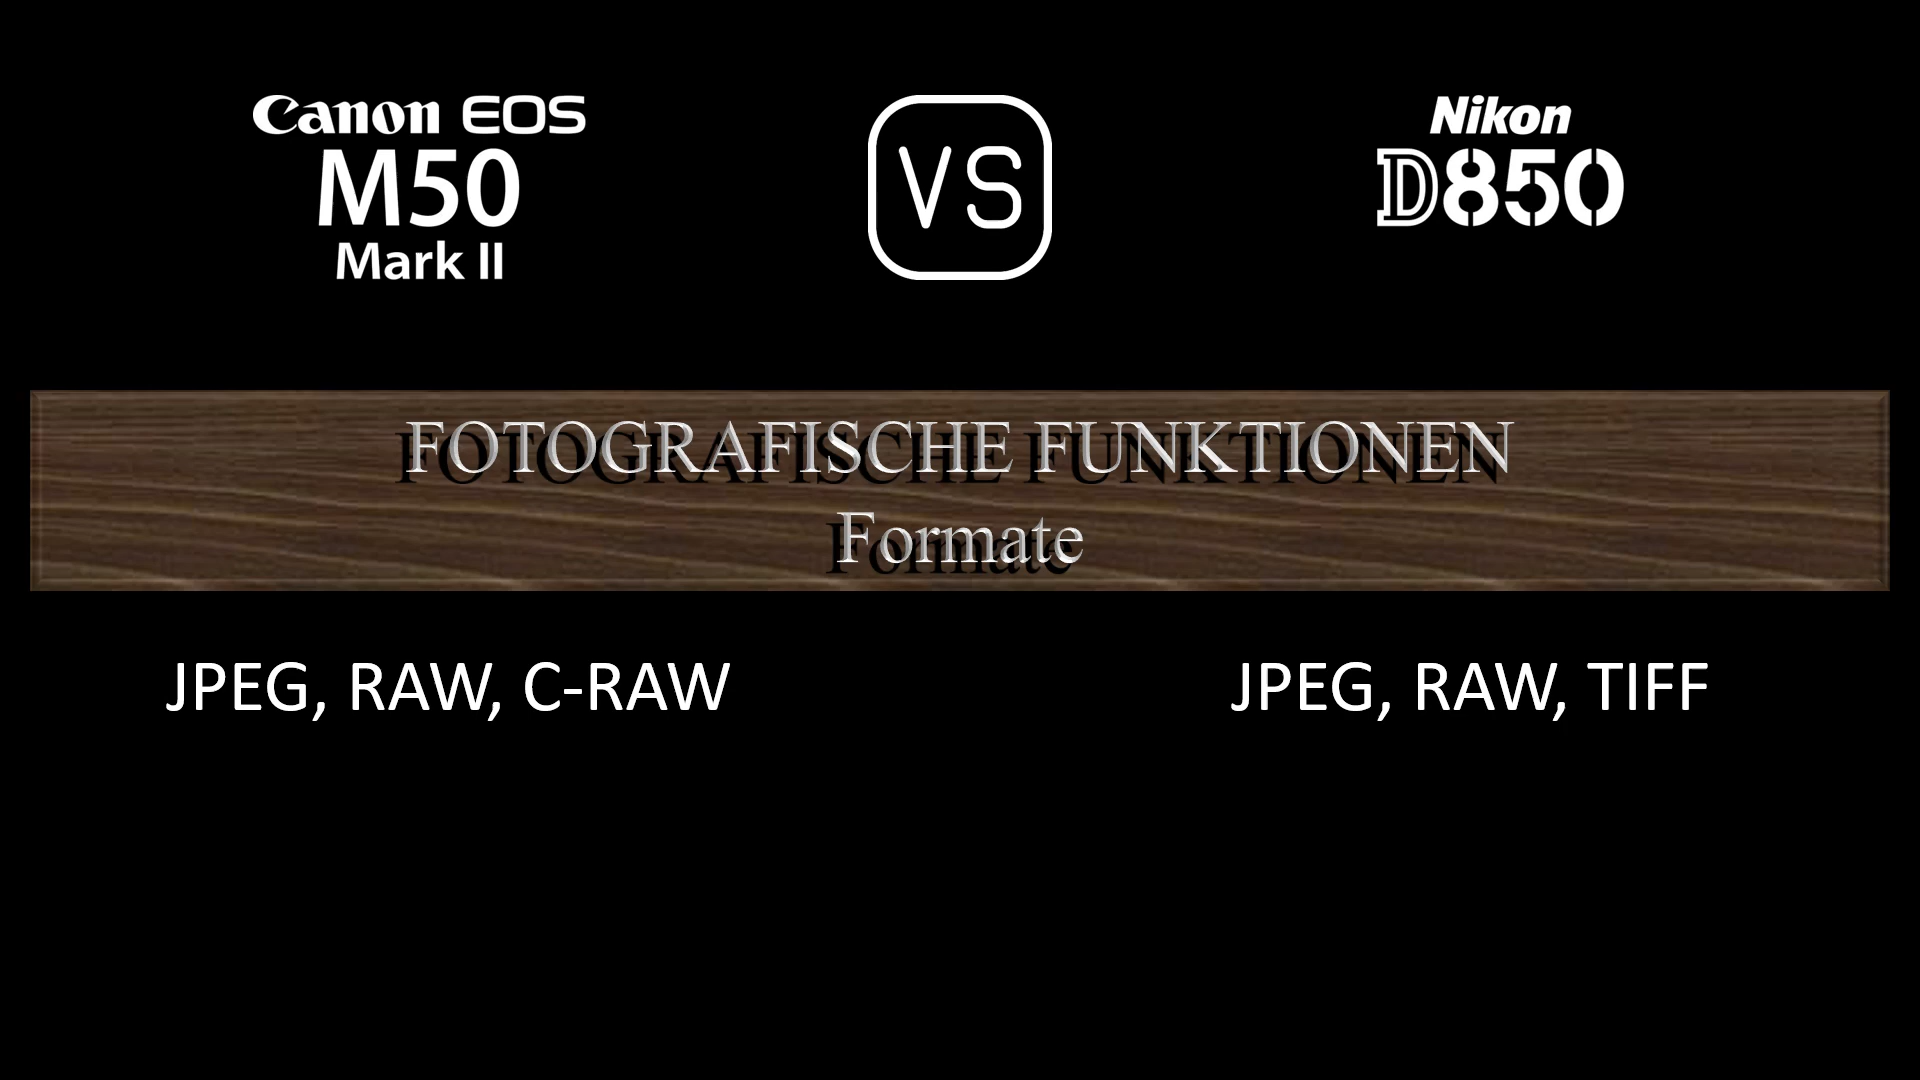 Canon EOS
M50
Mark II
VS
Nikon
D850
FOTOGRAFISCHE FUNKTIONEN
Formate
JPEG, RAW, C-RAW
JPEG, RAW, TIFF